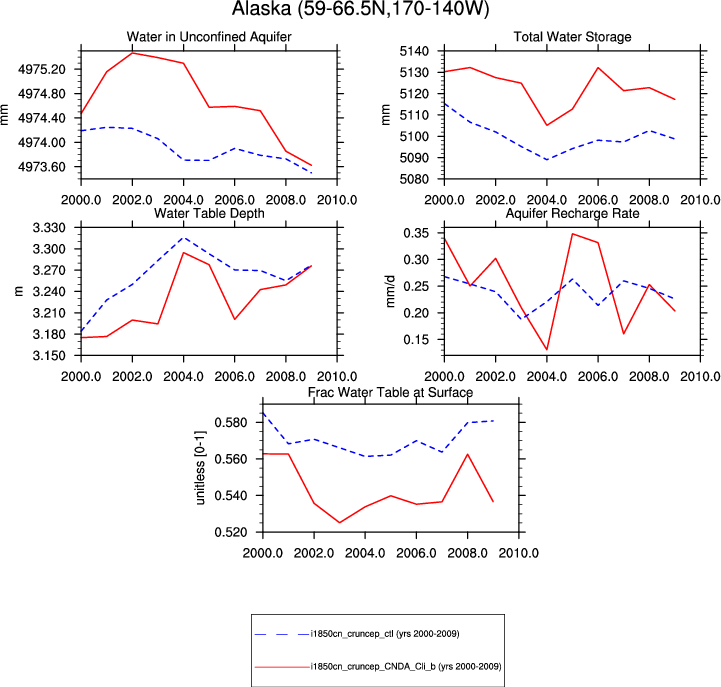 Alaska (59-66.5N,170-140W)
Water in Unconfined Aquifer
mm
4975.20
4974.80
4974.40
4974.00
4973.60
2000.0 2002.0 2004.0 2006.0 2008.0 2010.0
Total Water Storage
mm
5140
5130
5120
5110
5100
5090
5080
2000.0 2002.0 2004.0 2006.0 2008.0 2010.0
Water Table Depth
m
3.330
3.300
3.270
3.240
3.210
3.180
3.150
2000.0 2002.0 2004.0 2006.0 2008.0 2010.0
Aquifer Recharge Rate
mm/d
0.35
0.30
0.25
0.20
0.15
2000.0 2002.0 2004.0 2006.0 2008.0 2010.0
Frac Water Table at Surface
unitless [0-1]
0.580
0.560
0.540
0.520
2000.0 2002.0 2004.0 2006.0 2008.0 2010.0
i1850cn_cruncep_ctl (yrs 2000-2009)
i1850cn_cruncep_CNDA_Cli_b (yrs 2000-2009)